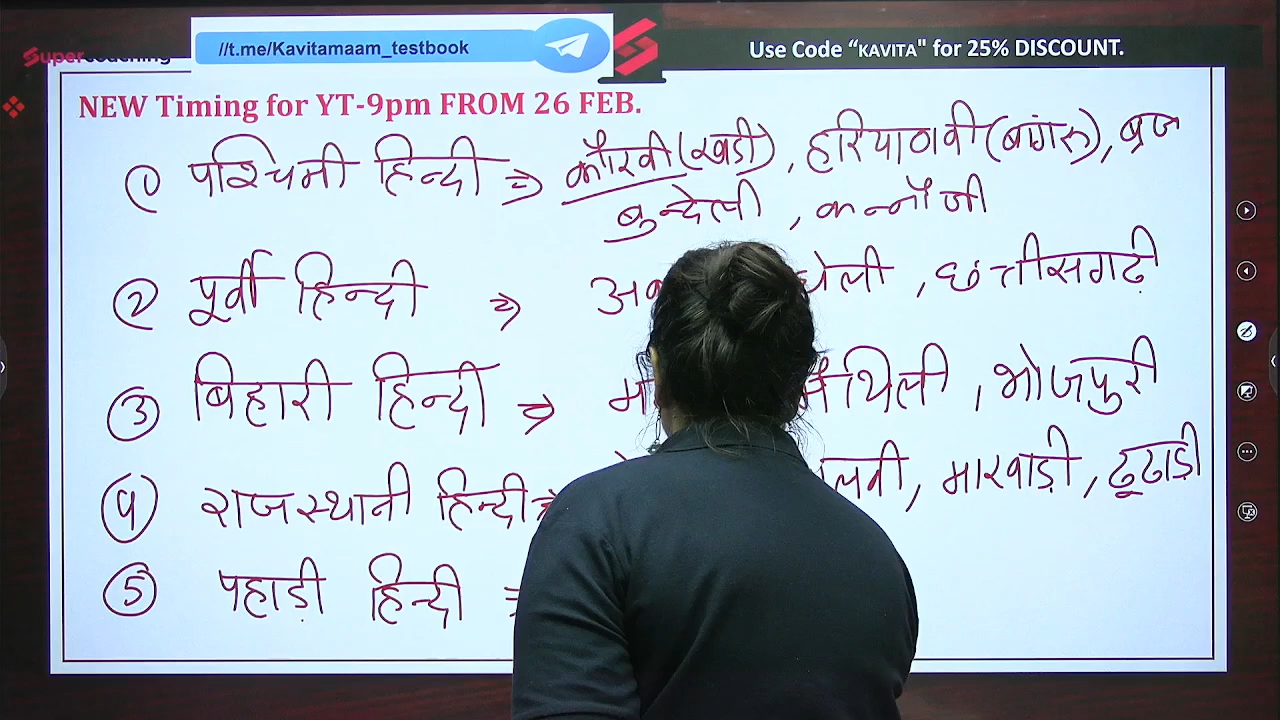 //t.me/Kavitamaam_testbook
Supercoaching
Use Code “KAVITA" for 25% DISCOUNT.
NEW Timing for YT-9pm FROM 26 FEB.
① पश्चिमी हिन्दी ⇒ कौरवी (खडी), हरियाणवी (बांगरू), ब्रज
बुन्देली, कन्नौजी
② पूर्वी हिन्दी ⇒ , छत्तीसगढ़ी
③ बिहारी हिन्दी ⇒ मैथिली, भोजपुरी
④ राजस्थानी हिन्दी , मारवाड़ी, ढूढाड़ी
⑤ पहाड़ी हिन्दी